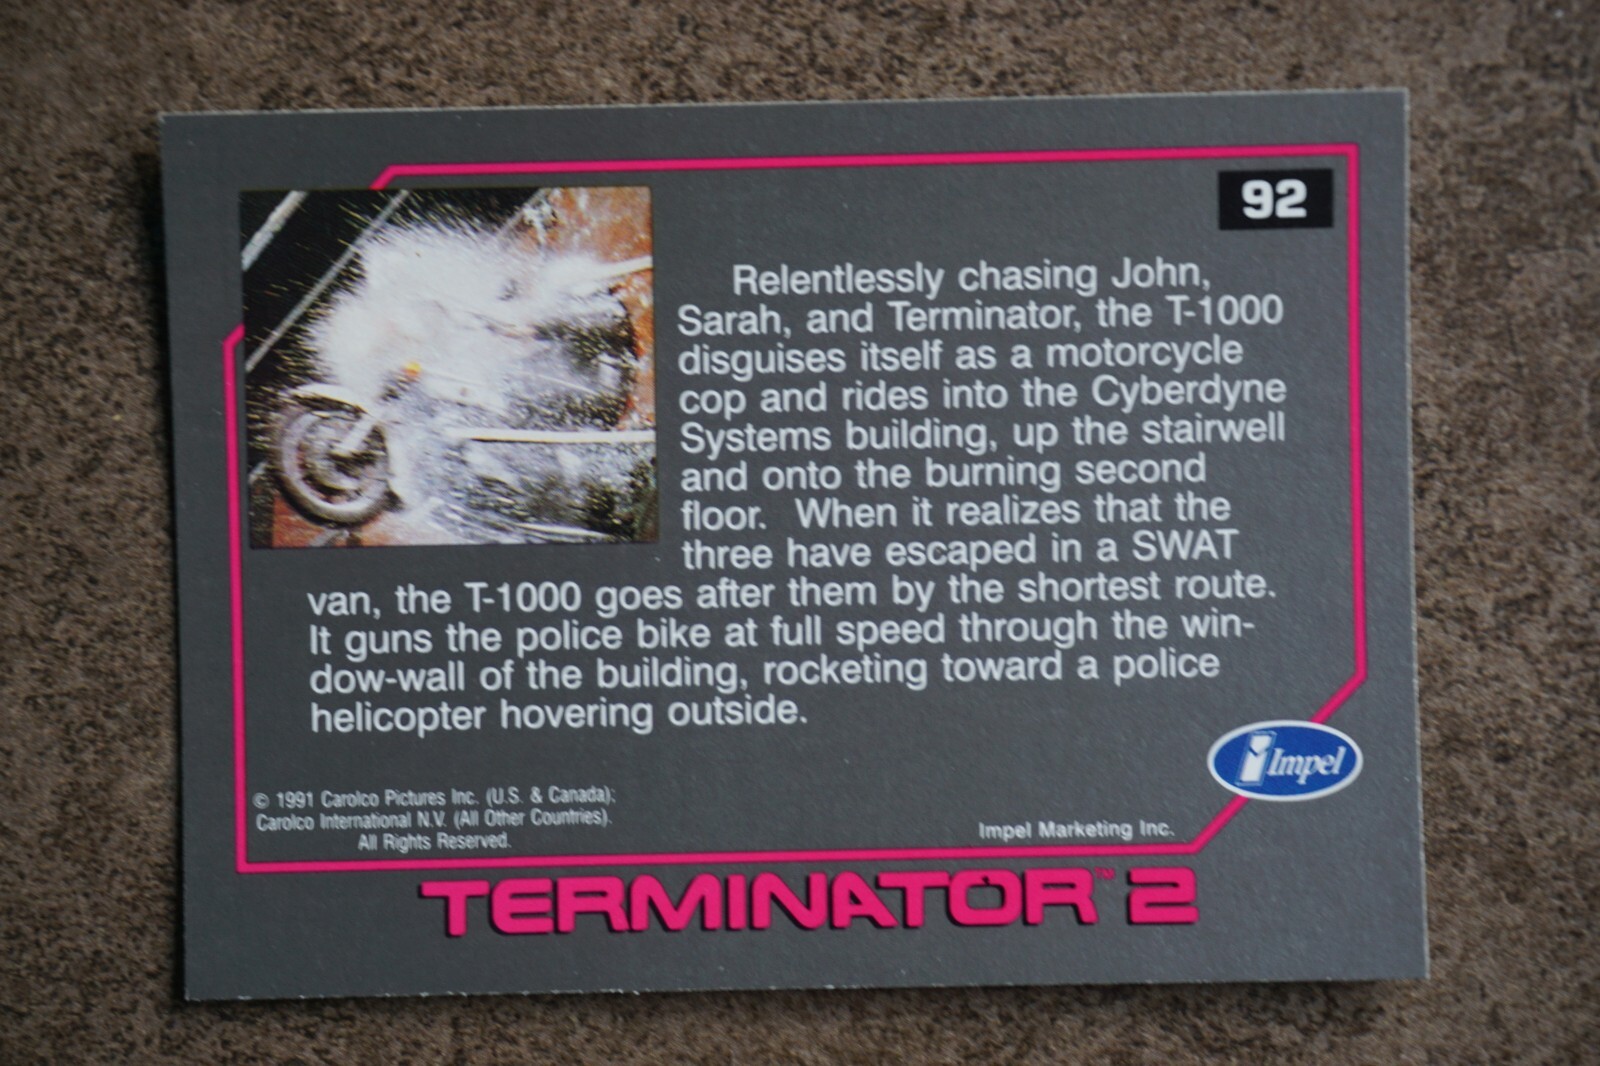 92
Relentlessly chasing John,
Sarah, and Terminator, the T-1000
disguises itself as a motorcycle
cop and rides into the Cyberdyne
Systems building, up the stairwell
and onto the burning second
floor. When it realizes that the
three have escaped in a SWAT
van, the T-1000 goes after them by the shortest route.
It guns the police bike at full speed through the win-
dow-wall of the building, rocketing toward a police
helicopter hovering outside.
Impel
© 1991 Carolco Pictures Inc. (U.S. & Canada);
Carolco International N.V. (All Other Countries).
All Rights Reserved.
Impel Marketing Inc.
TERMINATOR™ 2